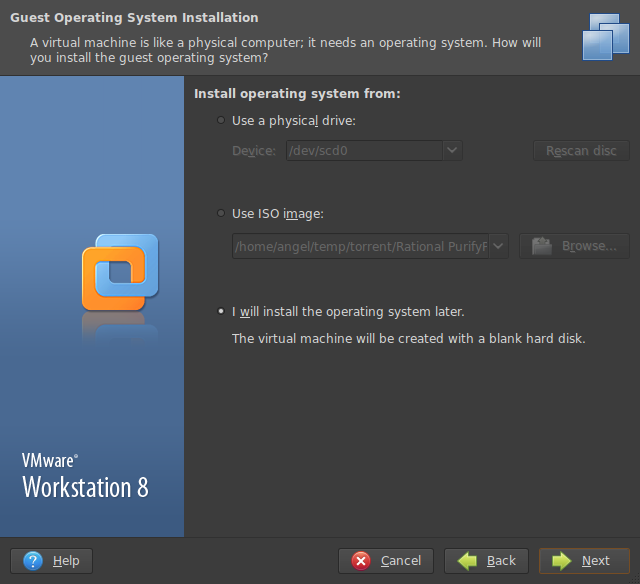 Guest Operating System Installation
A virtual machine is like a physical computer; it needs an operating system. How will
you install the guest operating system?
Install operating system from:
Use a physical drive:
Device: /dev/scd0 Rescan disc
Use ISO image:
/home/angel/temp/torrent/Rational Browse...
I will install the operating system later.
The virtual machine will be created with a blank hard disk.
VMware®
Workstation 8
Help Cancel Back Next